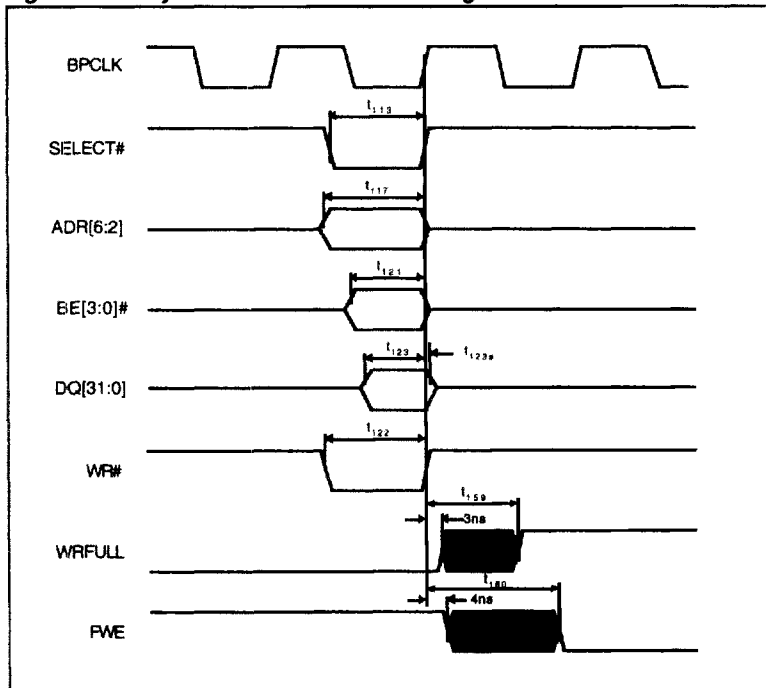 BPCLK
t113
SELECT#
t117
ADR[6:2]
t121
BE[3:0]#
t123
t123a
DQ[31:0]
t122
WR#
t159
3ns
WRFULL
t160
4ns
FWE